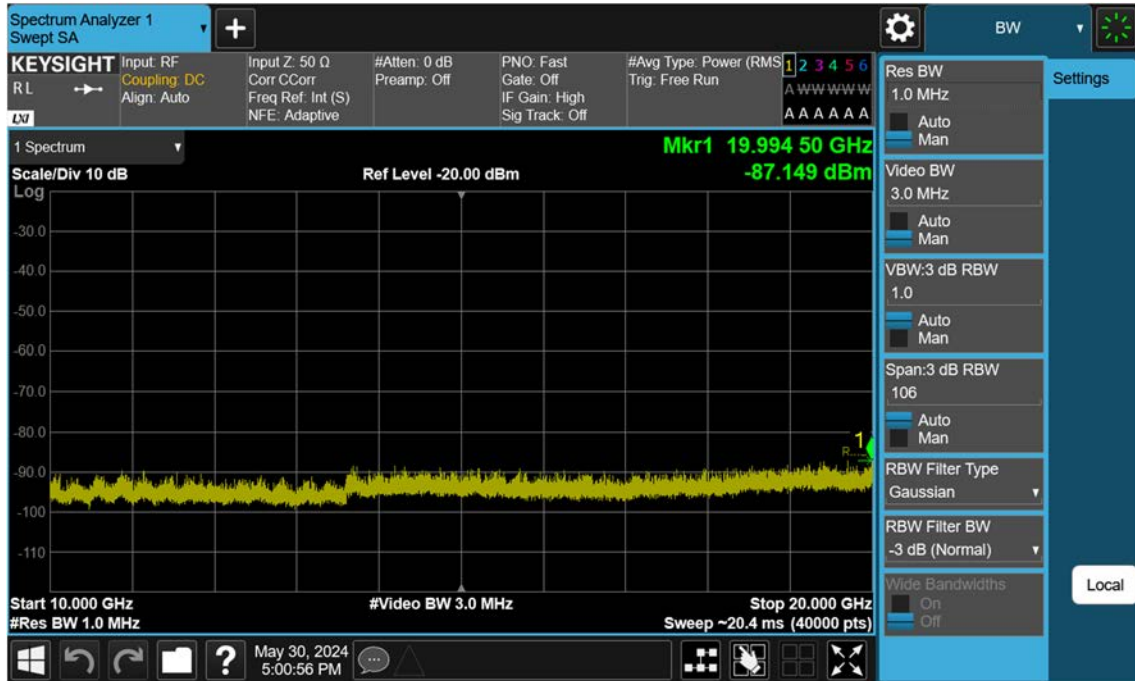 Spectrum Analyzer 1
Swept SA
BW
KEYSIGHT
R L
LXI
Input: RF
Coupling: DC
Align: Auto
Input Z: 50 Ω
Corr CCorr
Freq Ref: Int (S)
NFE: Adaptive
#Atten: 0 dB
Preamp: Off
PNO: Fast
Gate: Off
IF Gain: High
Sig Track: Off
#Avg Type: Power (RMS
Trig: Free Run
1 2 3 4 5 6
A W W W W W
A A A A A A
1 Spectrum
Mkr1 19.994 50 GHz
-87.149 dBm
Scale/Div 10 dB
Ref Level -20.00 dBm
Log
-30.0
-40.0
-50.0
-60.0
-70.0
-80.0
-90.0
-100
-110
1
Start 10.000 GHz
#Video BW 3.0 MHz
Stop 20.000 GHz
#Res BW 1.0 MHz
Sweep ~20.4 ms (40000 pts)
May 30, 2024
5:00:56 PM
Res BW
1.0 MHz
Auto
Man
Video BW
3.0 MHz
Auto
Man
VBW:3 dB RBW
1.0
Auto
Man
Span:3 dB RBW
106
Auto
Man
RBW Filter Type
Gaussian
RBW Filter BW
-3 dB (Normal)
Wide Bandwidths
On
Off
Settings
Local